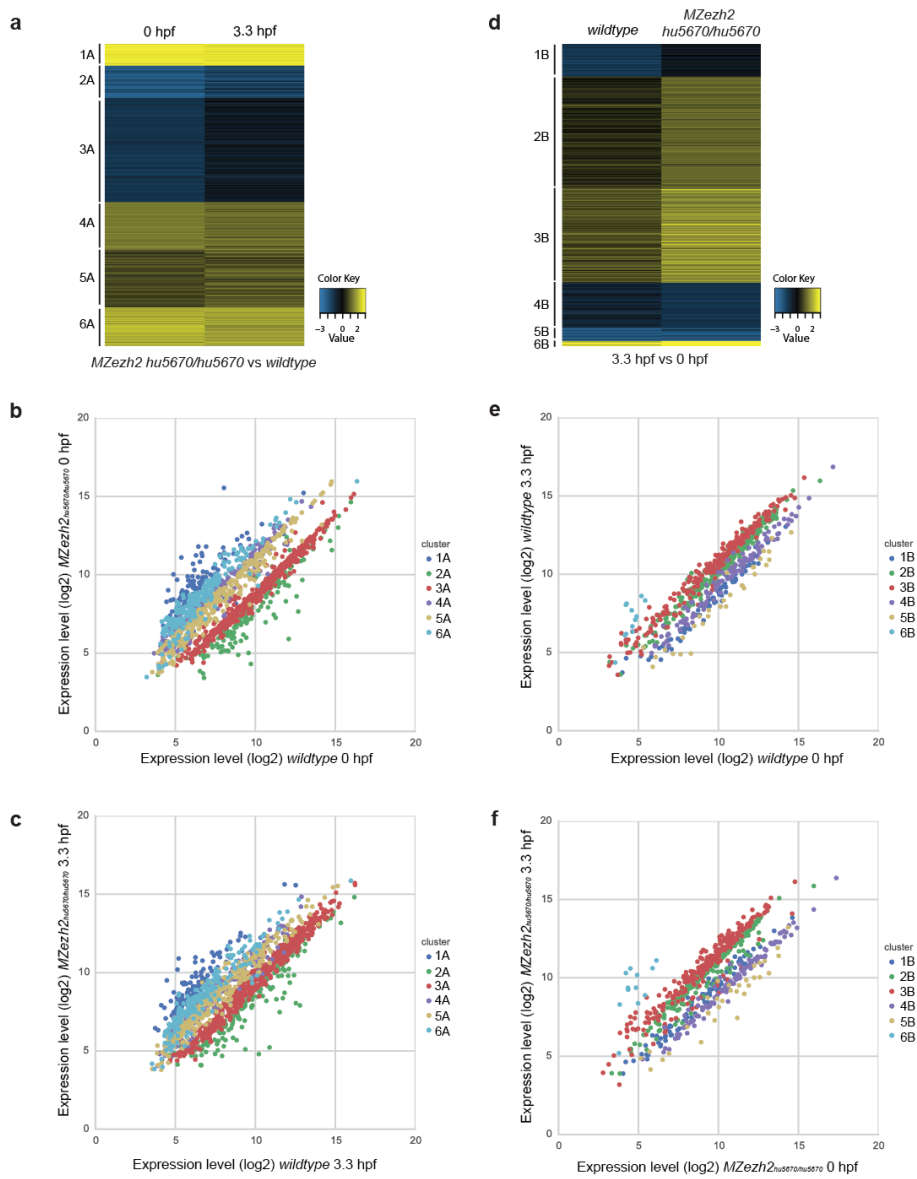 a
0 hpf
3.3 hpf
1A
2A
3A
4A
5A
6A
Color Key
−3 0 2
Value
MZezh2 hu5670/hu5670 vs wildtype
d
wildtype
MZezh2
hu5670/hu5670
1B
2B
3B
4B
5B
6B
Color Key
−3 0 2
Value
3.3 hpf vs 0 hpf
b
Expression level (log2) MZezh2hu5670/hu5670 0 hpf
20
15
10
5
0
0 5 10 15 20
Expression level (log2) wildtype 0 hpf
cluster
1A
2A
3A
4A
5A
6A
e
Expression level (log2) wildtype 3.3 hpf
20
15
10
5
0
0 5 10 15 20
Expression level (log2) wildtype 0 hpf
cluster
1B
2B
3B
4B
5B
6B
c
Expression level (log2) MZezh2hu5670/hu5670 3.3 hpf
20
15
10
5
0
0 5 10 15 20
Expression level (log2) wildtype 3.3 hpf
cluster
1A
2A
3A
4A
5A
6A
f
Expression level (log2) MZezh2hu5670/hu5670 3.3 hpf
20
15
10
5
0
0 5 10 15 20
Expression level (log2) MZezh2hu5670/hu5670 0 hpf
cluster
1B
2B
3B
4B
5B
6B